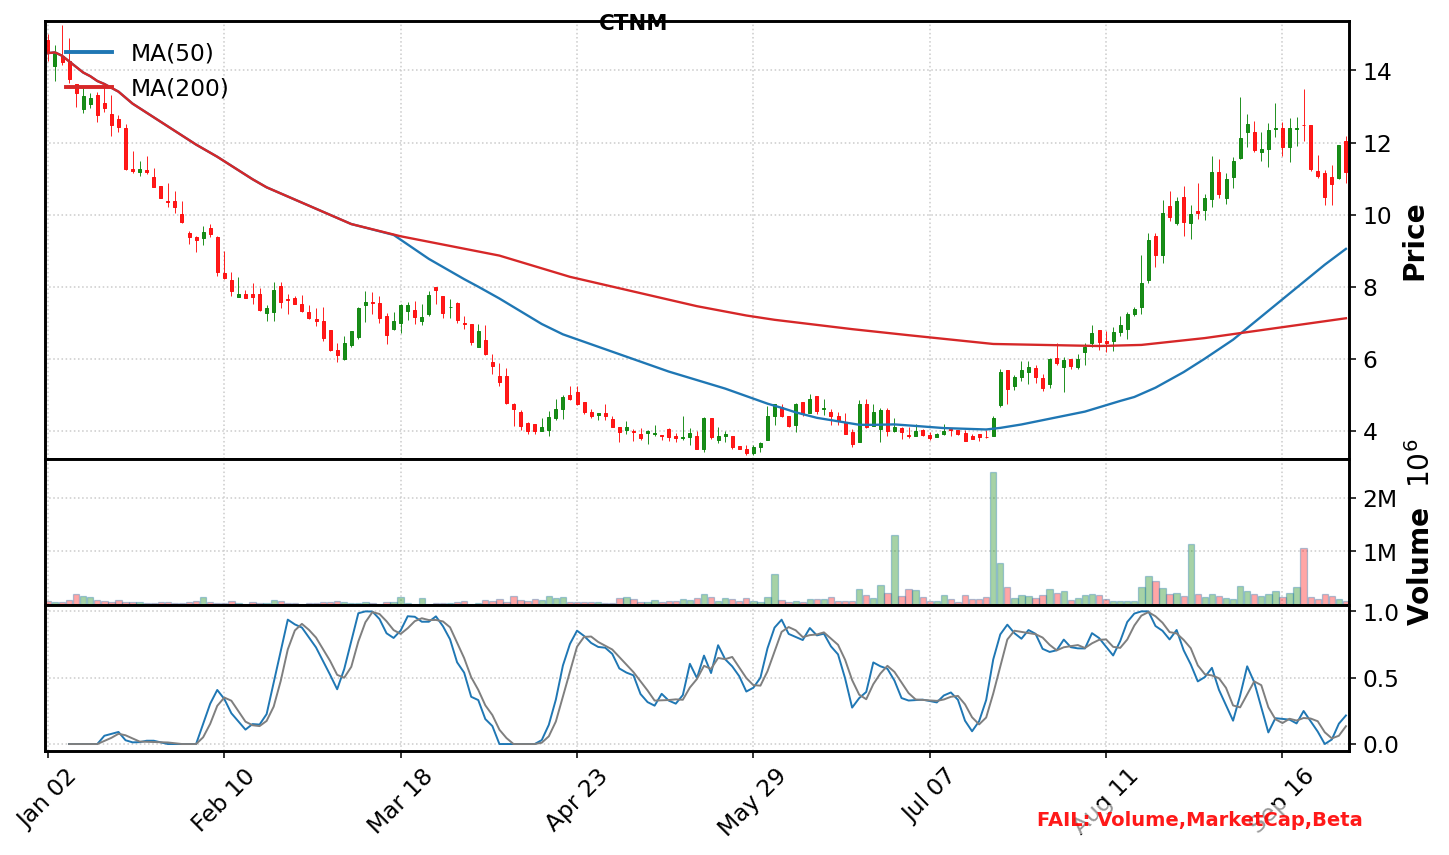 CTNM
MA(50)
MA(200)
14
12
10
8
6
4
Price
2M
1M
Volume 10^6
1.0
0.5
0.0
Jan 02
Feb 10
Mar 18
Apr 23
May 29
Jul 07
Aug 11
Sep 16
FAIL: Volume,MarketCap,Beta